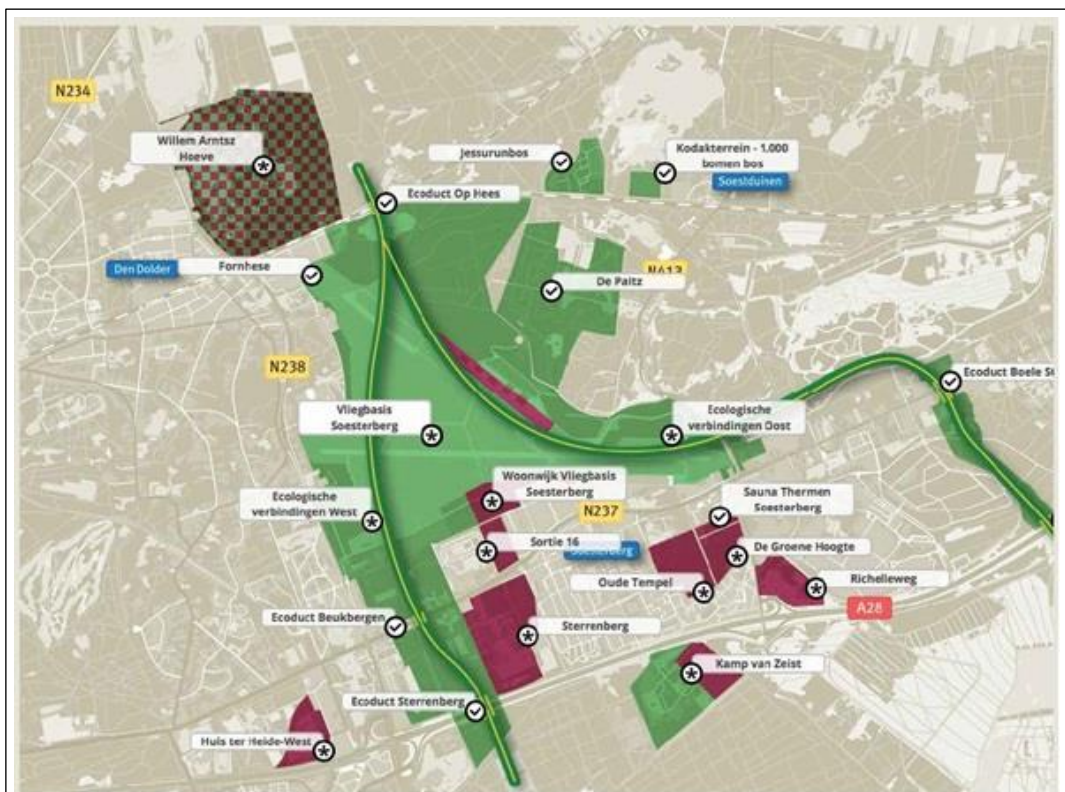 N234
Willem Arntsz
Hoeve
Jessurunbos
Kodakterrein - 1.000
bomen bos
Soestduinen
Ecoduct Op Hees
Den Dolder
Fornhese
De Paltz
N413
N238
Ecoduct Boele
Vliegbasis
Soesterberg
Ecologische
verbindingen Oost
Woonwijk Vliegbasis
Soesterberg
Sauna Thermen
Soesterberg
Ecologische
verbindingen West
N237
Sortie 16
Soesterberg
De Groene Hoogte
Oude Tempel
Richelleweg
A28
Ecoduct Beukbergen
Sterrenberg
Kamp van Zeist
Ecoduct Sterrenberg
Huis ter Heide-West